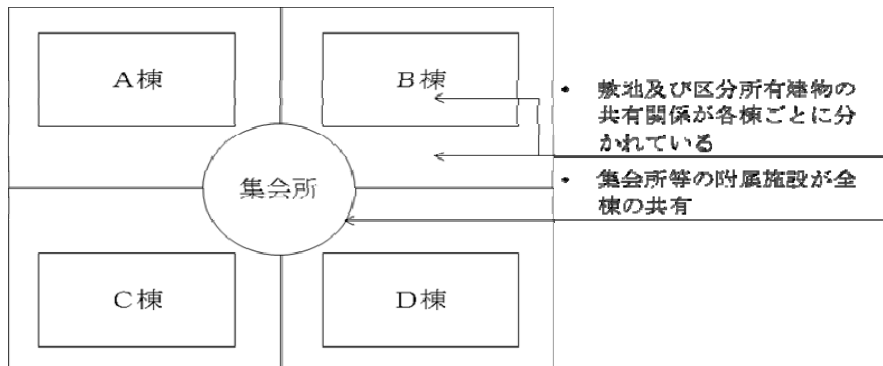 A棟
B棟
• 敷地及び区分所有建物の
共有関係が各棟ごとに分
かれている
集会所
• 集会所等の附属施設が全
棟の共有
C棟
D棟